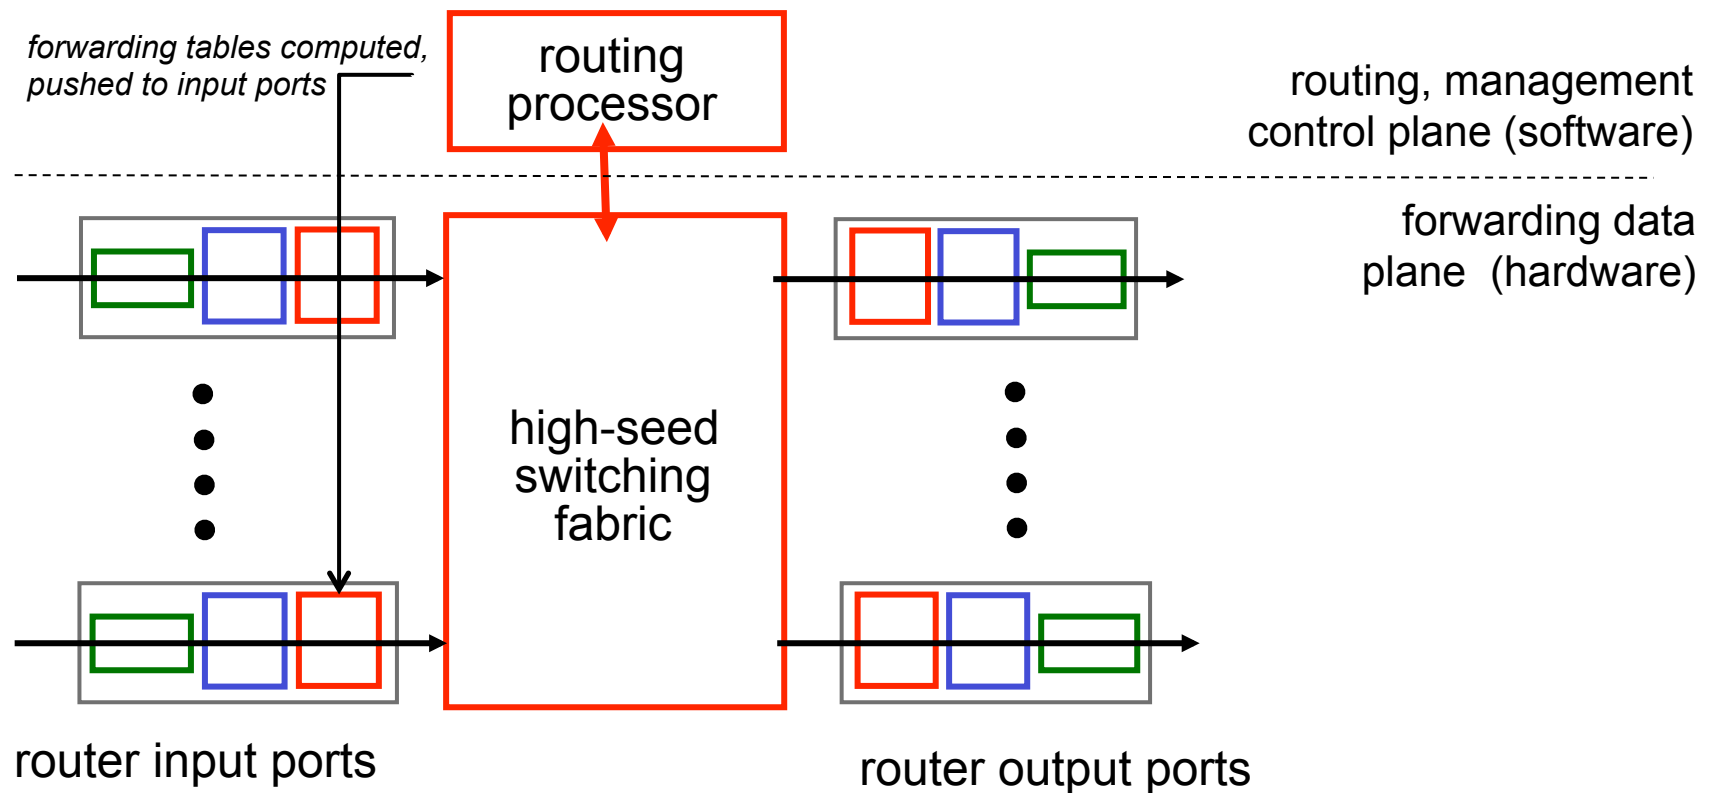 forwarding tables computed,
pushed to input ports
routing
processor
routing, management
control plane (software)
forwarding data
plane (hardware)
high-seed
switching
fabric
router input ports
router output ports